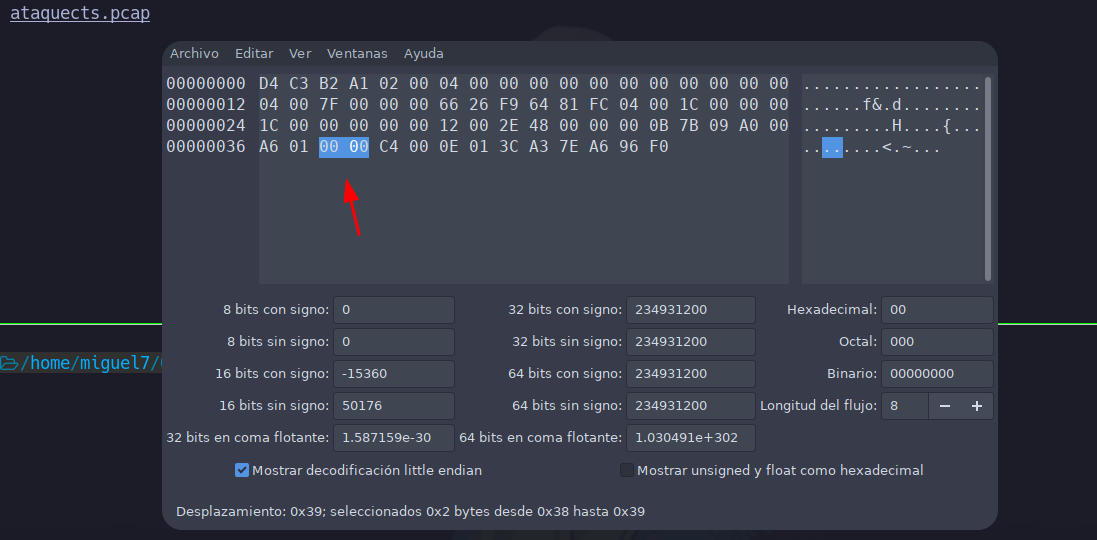 ataquects.pcap
Archivo Editar Ver Ventanas Ayuda
00000000 D4 C3 B2 A1 02 00 04 00 00 00 00 00 00 00 00 00 00 00 ..................
00000012 04 00 7F 00 00 00 66 26 F9 64 81 FC 04 00 1C 00 00 00 ......f&.d........
00000024 1C 00 00 00 00 00 12 00 2E 48 00 00 00 0B 7B 09 A0 00 .........H....{...
00000036 A6 01 00 00 C4 00 0E 01 3C A3 7E A6 96 F0 ........<.~...
8 bits con signo: 0 32 bits con signo: 234931200 Hexadecimal: 00
8 bits sin signo: 0 32 bits sin signo: 234931200 Octal: 000
16 bits con signo: -15360 64 bits con signo: 234931200 Binario: 00000000
16 bits sin signo: 50176 64 bits sin signo: 234931200 Longitud del flujo: 8 − +
32 bits en coma flotante: 1.587159e-30 64 bits en coma flotante: 1.030491e+302
Mostrar decodificación little endian Mostrar unsigned y float como hexadecimal
Desplazamiento: 0x39; seleccionados 0x2 bytes desde 0x38 hasta 0x39
/home/miguel7/